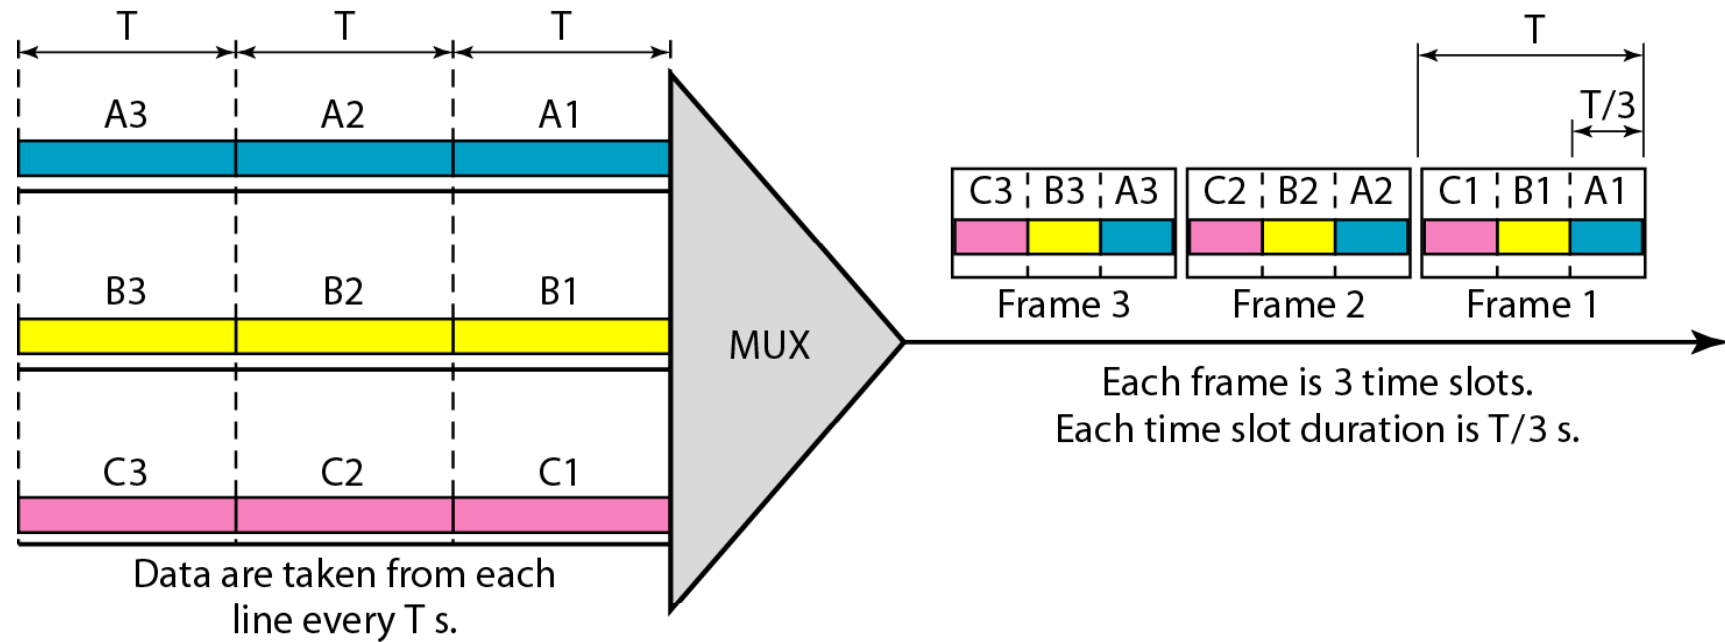 T T T
T
T/3
A3 A2 A1
C3 B3 A3 C2 B2 A2 C1 B1 A1
B3 B2 B1
Frame 3 Frame 2 Frame 1
MUX
Each frame is 3 time slots.
Each time slot duration is T/3 s.
C3 C2 C1
Data are taken from each
line every T s.